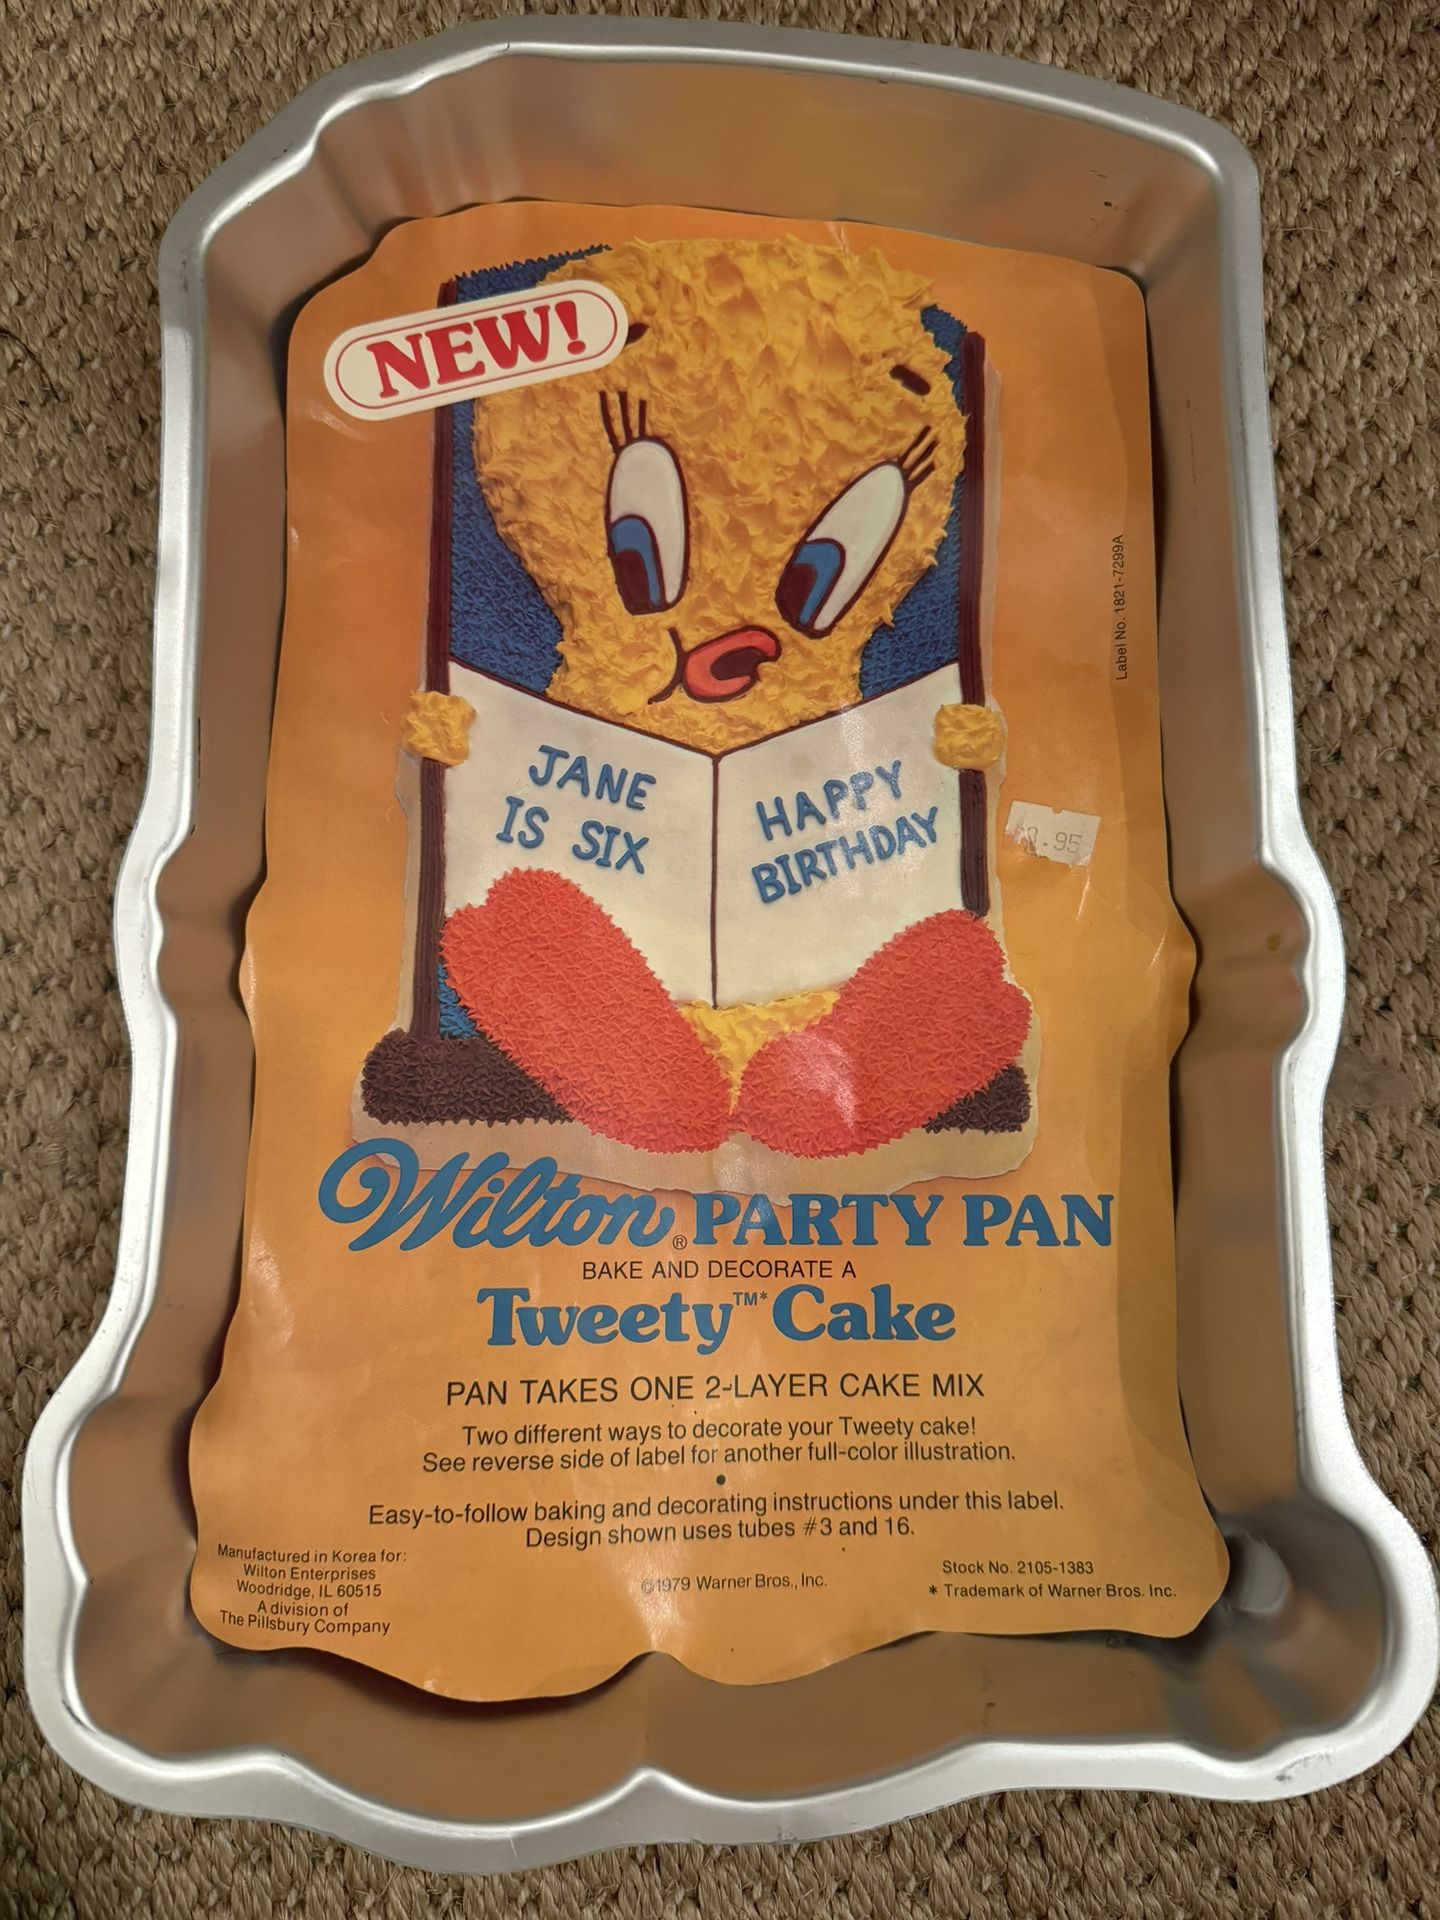 NEW!
Label No. 1821-7299A
JANE
IS SIX
HAPPY
BIRTHDAY
.95
Wilton® PARTY PAN
BAKE AND DECORATE A
Tweety™* Cake
PAN TAKES ONE 2-LAYER CAKE MIX
Two different ways to decorate your Tweety cake!
See reverse side of label for another full-color illustration.
•
Easy-to-follow baking and decorating instructions under this label.
Design shown uses tubes #3 and 16.
Manufactured in Korea for:
Wilton Enterprises
Woodridge, IL 60515
A division of
The Pillsbury Company
©1979 Warner Bros., Inc.
Stock No. 2105-1383
* Trademark of Warner Bros. Inc.